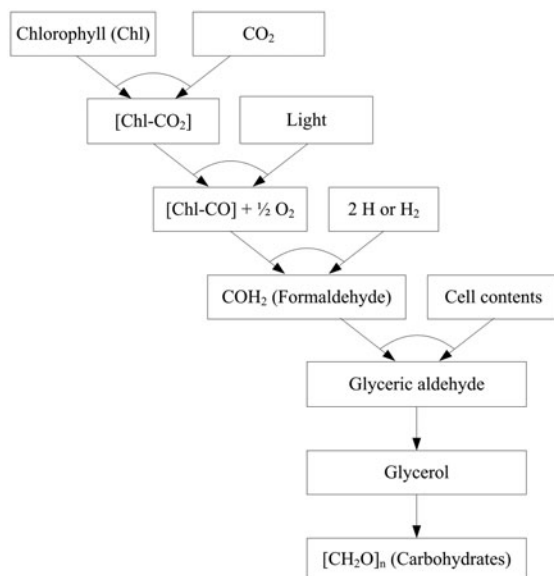 Chlorophyll (Chl)
CO₂
[Chl-CO₂]
Light
[Chl-CO] + ½ O₂
2 H or H₂
COH₂ (Formaldehyde)
Cell contents
Glyceric aldehyde
Glycerol
[CH₂O]ₙ (Carbohydrates)